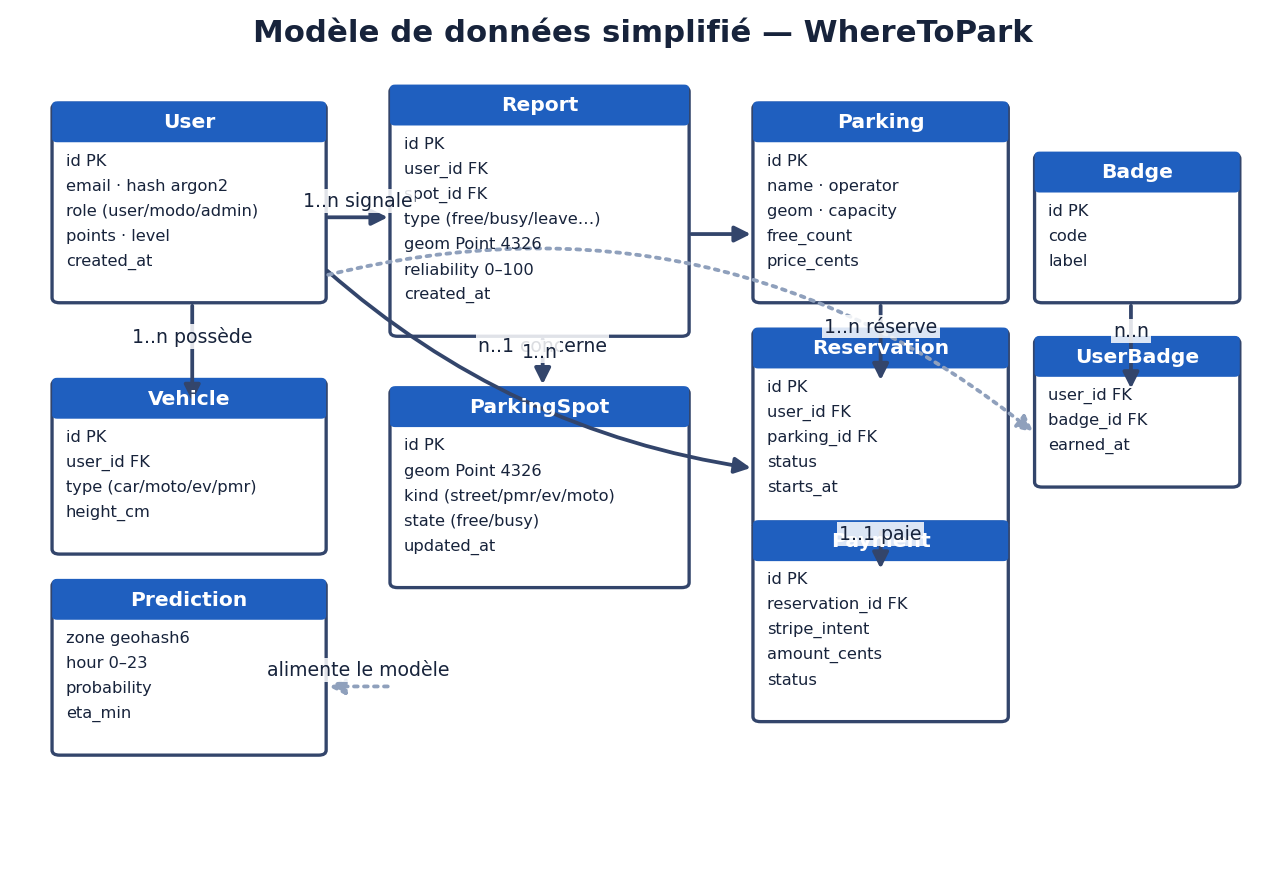 Modèle de données simplifié — WhereToPark
User
id PK
email · hash argon2
role (user/modo/admin)
points · level
created_at
1..n signale
Report
id PK
user_id FK
spot_id FK
type (free/busy/leave…)
geom Point 4326
reliability 0–100
created_at
Parking
id PK
name · operator
geom · capacity
free_count
price_cents
Badge
id PK
code
label
1..n possède
n..1 concerne
1..n
1..n réserve
n..n
Vehicle
id PK
user_id FK
type (car/moto/ev/pmr)
height_cm
ParkingSpot
id PK
geom Point 4326
kind (street/pmr/ev/moto)
state (free/busy)
updated_at
Reservation
id PK
user_id FK
parking_id FK
status
starts_at
UserBadge
user_id FK
badge_id FK
earned_at
1..1 paie
Payment
id PK
reservation_id FK
stripe_intent
amount_cents
status
Prediction
zone geohash6
hour 0–23
probability
eta_min
alimente le modèle